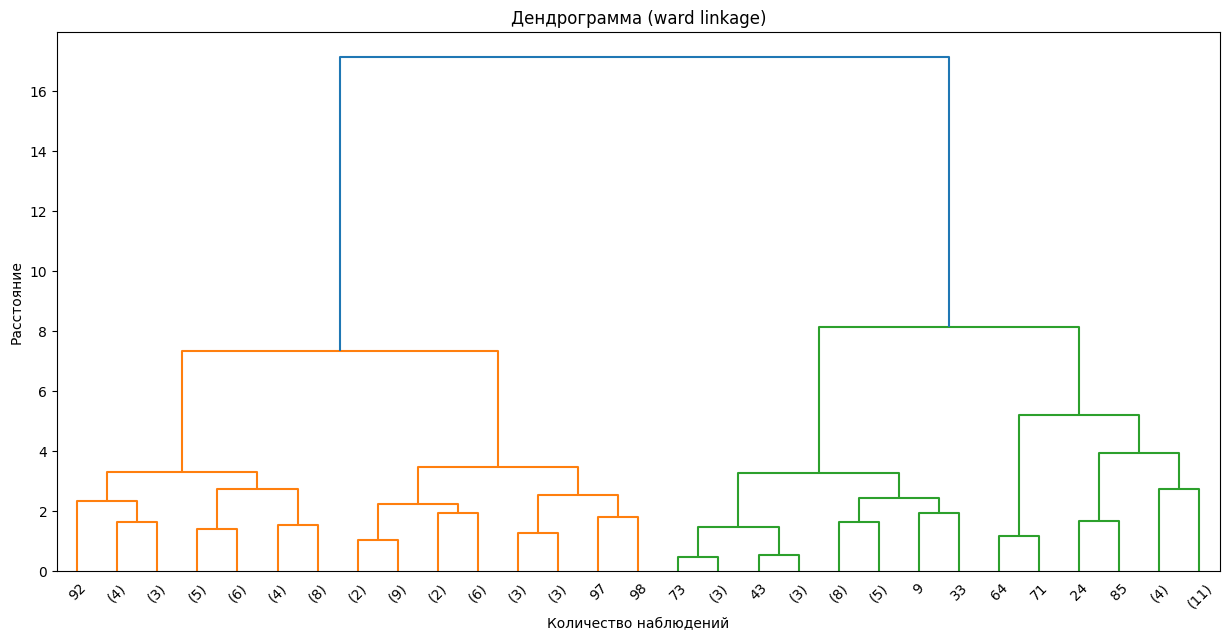 Дендрограмма (ward linkage)
Расстояние
16
14
12
10
8
6
4
2
0
92 (4) (3) (5) (6) (4) (8) (2) (9) (2) (6) (3) (3) 97 98 73 (3) 43 (3) (8) (5) 9 33 64 71 24 85 (4) (11)
Количество наблюдений